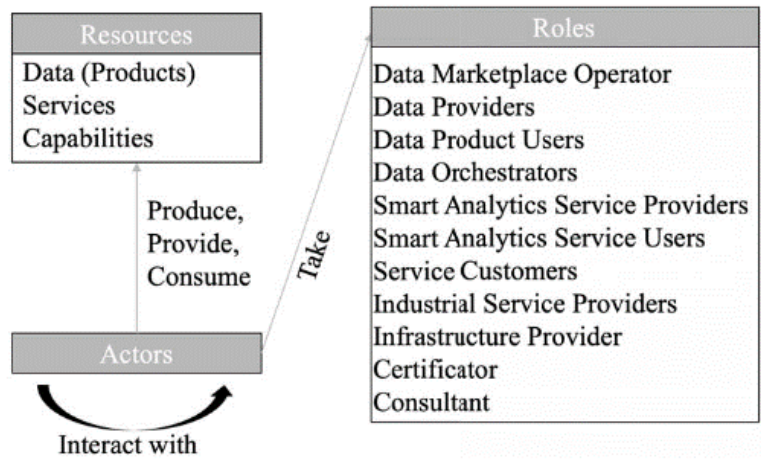 Resources
Data (Products)
Services
Capabilities
Produce,
Provide,
Consume
Actors
Interact with
Take
Roles
Data Marketplace Operator
Data Providers
Data Product Users
Data Orchestrators
Smart Analytics Service Providers
Smart Analytics Service Users
Service Customers
Industrial Service Providers
Infrastructure Provider
Certificator
Consultant